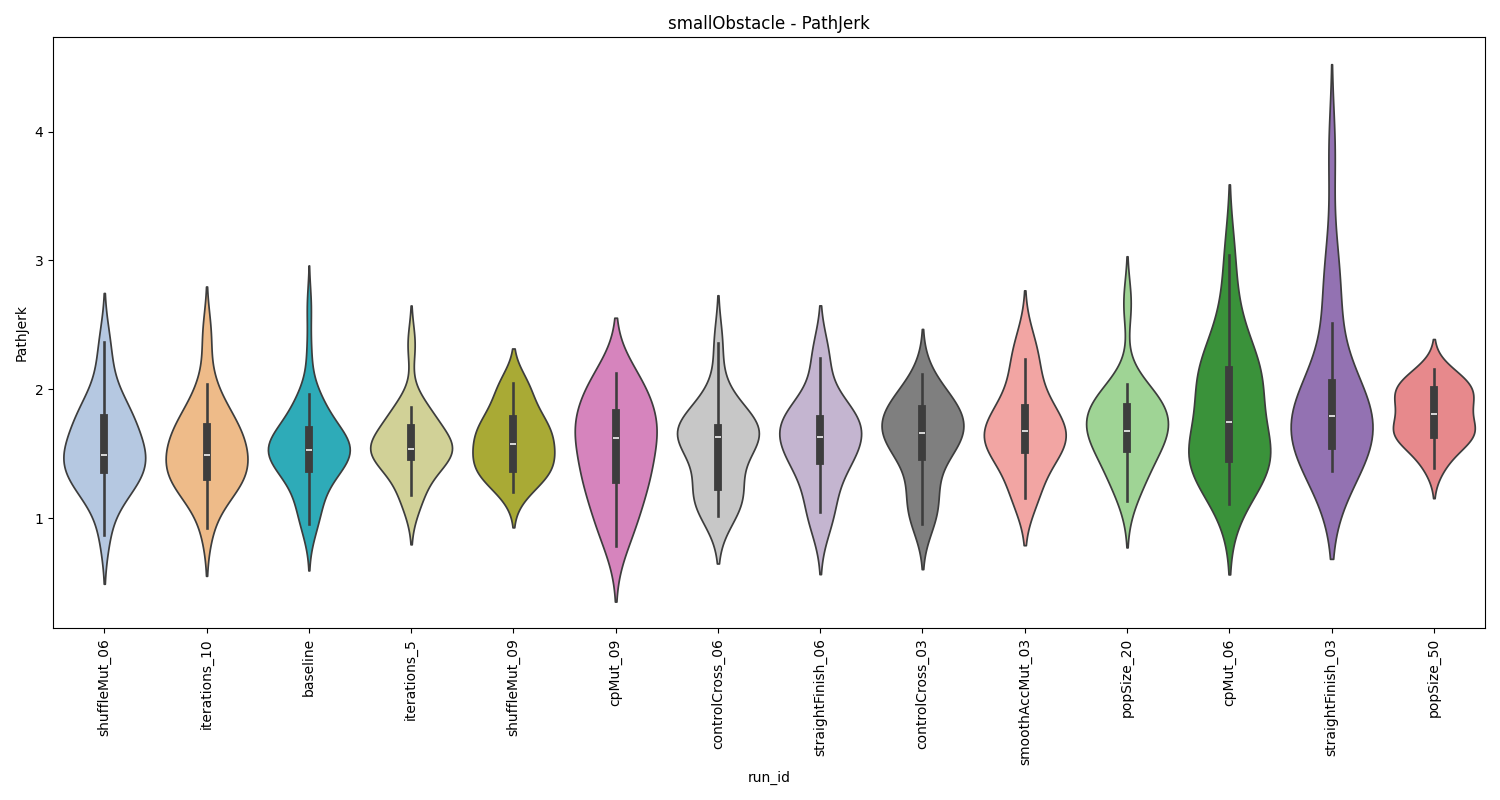 smallObstacle - PathJerk
PathJerk
4
3
2
1
shuffleMut_06
iterations_10
baseline
iterations_5
shuffleMut_09
cpMut_09
controlCross_06
straightFinish_06
controlCross_03
smoothAccMut_03
popSize_20
cpMut_06
straightFinish_03
popSize_50
run_id